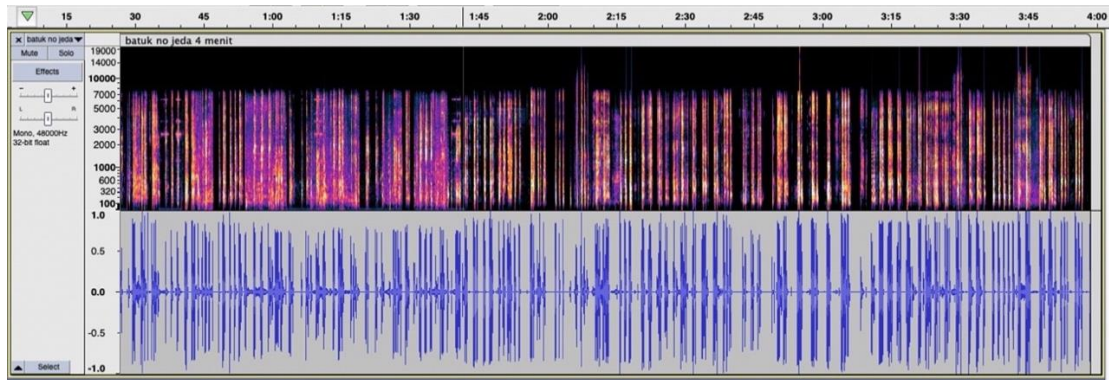 15 30 45 1:00 1:15 1:30 1:45 2:00 2:15 2:30 2:45 3:00 3:15 3:30 3:45 4:00
batuk no jeda
batuk no jeda 4 menit
Mute Solo
Effects
- +
L R
Mono, 48000Hz
32-bit float
Select
19000
14000
10000
7000
5000
3000
2000
1000
600
320
100
1.0
0.5
0.0
-0.5
-1.0